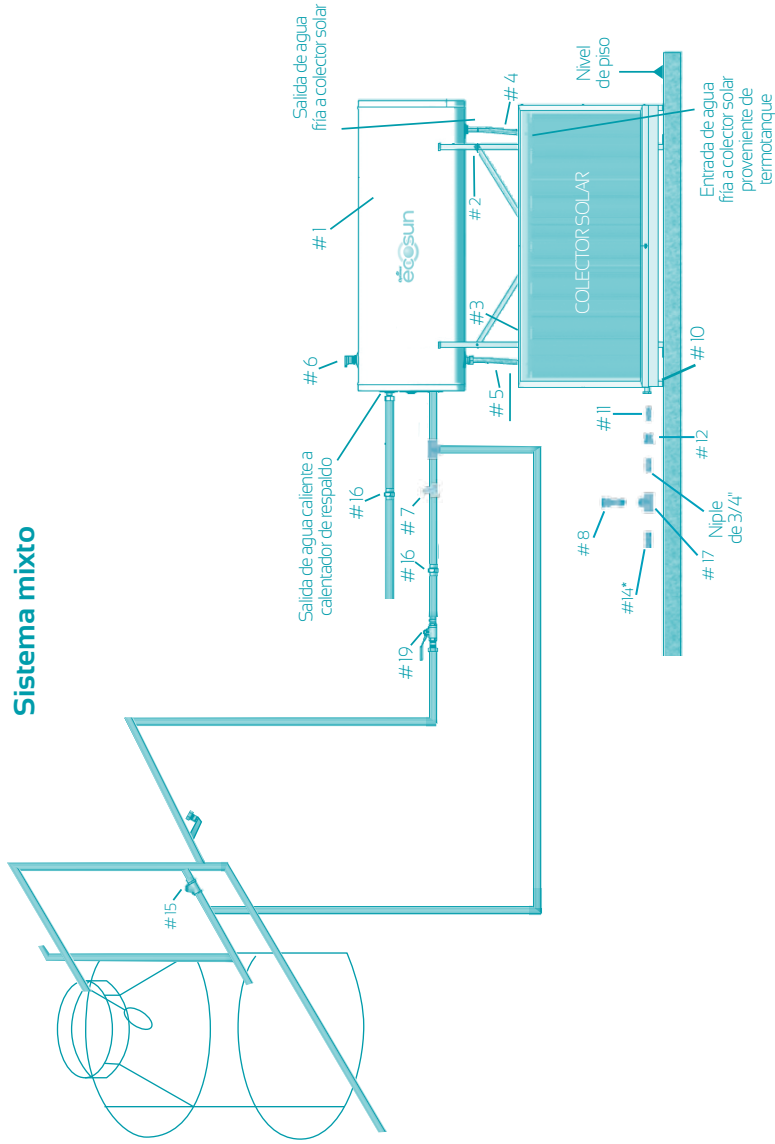 Sistema mixto
Salida de agua
fría a colector solar
# 4
Nivel
de piso
# 1
# 2
ecosun
# 3
COLECTOR SOLAR
Entrada de agua
fría a colector solar
proveniente de
termotanque
# 6
# 5
# 10
Salida de agua caliente a
calentador de respaldo
#16
# 7
# 16
#19
#11
#12
Niple
de 3/4"
# 8
# 17
#14*
#15